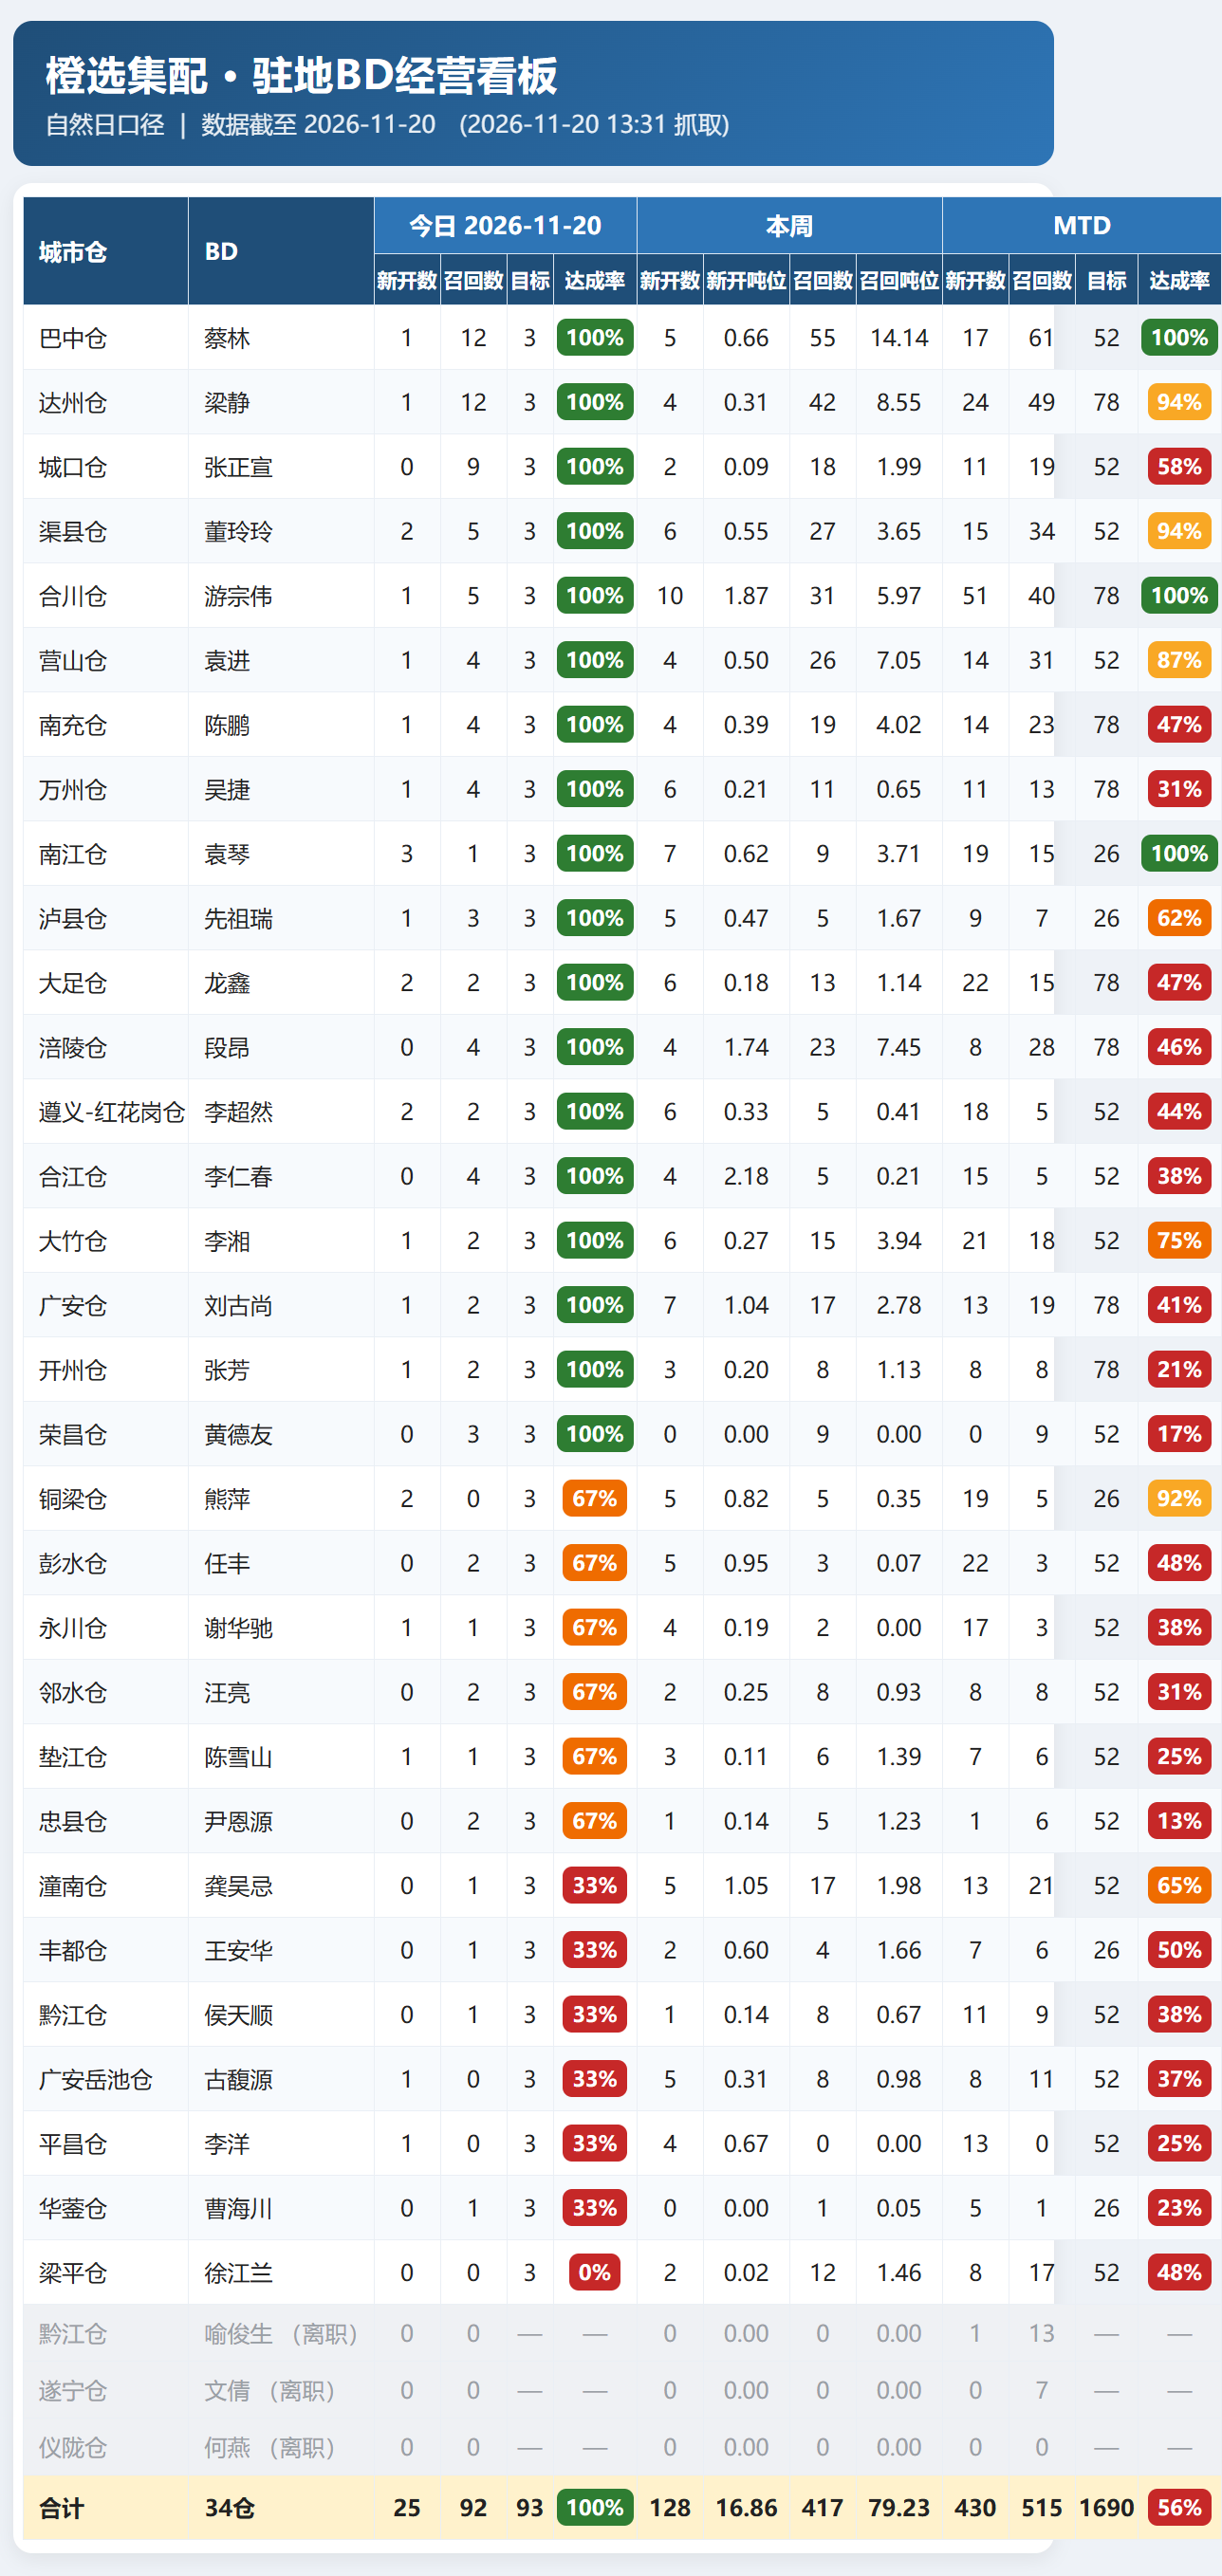 橙选集配 • 驻地BD经营看板
自然日口径 | 数据截至 2026-11-20 (2026-11-20 13:31 抓取)
城市仓 BD 今日 2026-11-20 本周 MTD
新开数 召回数 目标 达成率 新开数 新开吨位 召回数 召回吨位 新开数 召回数 目标 达成率
巴中仓 蔡林 1 12 3 100% 5 0.66 55 14.14 17 61 52 100%
达州仓 梁静 1 12 3 100% 4 0.31 42 8.55 24 49 78 94%
城口仓 张正宣 0 9 3 100% 2 0.09 18 1.99 11 19 52 58%
渠县仓 董玲玲 2 5 3 100% 6 0.55 27 3.65 15 34 52 94%
合川仓 游宗伟 1 5 3 100% 10 1.87 31 5.97 51 40 78 100%
营山仓 袁进 1 4 3 100% 4 0.50 26 7.05 14 31 52 87%
南充仓 陈鹏 1 4 3 100% 4 0.39 19 4.02 14 23 78 47%
万州仓 吴捷 1 4 3 100% 6 0.21 11 0.65 11 13 78 31%
南江仓 袁琴 3 1 3 100% 7 0.62 9 3.71 19 15 26 100%
泸县仓 先祖瑞 1 3 3 100% 5 0.47 5 1.67 9 7 26 62%
大足仓 龙鑫 2 2 3 100% 6 0.18 13 1.14 22 15 78 47%
涪陵仓 段昂 0 4 3 100% 4 1.74 23 7.45 8 28 78 46%
遵义-红花岗仓 李超然 2 2 3 100% 6 0.33 5 0.41 18 5 52 44%
合江仓 李仁春 0 4 3 100% 4 2.18 5 0.21 15 5 52 38%
大竹仓 李湘 1 2 3 100% 6 0.27 15 3.94 21 18 52 75%
广安仓 刘古尚 1 2 3 100% 7 1.04 17 2.78 13 19 78 41%
开州仓 张芳 1 2 3 100% 3 0.20 8 1.13 8 8 78 21%
荣昌仓 黄德友 0 3 3 100% 0 0.00 9 0.00 0 9 52 17%
铜梁仓 熊萍 2 0 3 67% 5 0.82 5 0.35 19 5 26 92%
彭水仓 任丰 0 2 3 67% 5 0.95 3 0.07 22 3 52 48%
永川仓 谢华驰 1 1 3 67% 4 0.19 2 0.00 17 3 52 38%
邻水仓 汪亮 0 2 3 67% 2 0.25 8 0.93 8 8 52 31%
垫江仓 陈雪山 1 1 3 67% 3 0.11 6 1.39 7 6 52 25%
忠县仓 尹恩源 0 2 3 67% 1 0.14 5 1.23 1 6 52 13%
潼南仓 龚吴忌 0 1 3 33% 5 1.05 17 1.98 13 21 52 65%
丰都仓 王安华 0 1 3 33% 2 0.60 4 1.66 7 6 26 50%
黔江仓 侯天顺 0 1 3 33% 1 0.14 8 0.67 11 9 52 38%
广安岳池仓 古馥源 1 0 3 33% 5 0.31 8 0.98 8 11 52 37%
平昌仓 李洋 1 0 3 33% 4 0.67 0 0.00 13 0 52 25%
华蓥仓 曹海川 0 1 3 33% 0 0.00 1 0.05 5 1 26 23%
梁平仓 徐江兰 0 0 3 0% 2 0.02 12 1.46 8 17 52 48%
黔江仓 喻俊生 （离职） 0 0 — — 0 0.00 0 0.00 1 13 — —
遂宁仓 文倩 （离职） 0 0 — — 0 0.00 0 0.00 0 7 — —
仪陇仓 何燕 （离职） 0 0 — — 0 0.00 0 0.00 0 0 — —
合计 34仓 25 92 93 100% 128 16.86 417 79.23 430 515 1690 56%